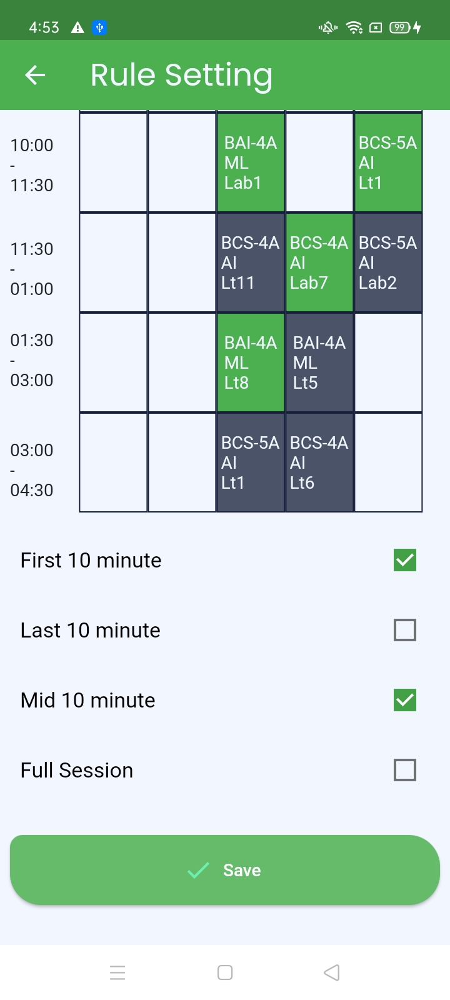 4:53
99
Rule Setting
10:00
-
11:30
BAI-4A
ML
Lab1
BCS-5A
AI
Lt1
11:30
-
01:00
BCS-4A
AI
Lt11
BCS-4A
AI
Lab7
BCS-5A
AI
Lab2
01:30
-
03:00
BAI-4A
ML
Lt8
BAI-4A
ML
Lt5
03:00
-
04:30
BCS-5A
AI
Lt1
BCS-4A
AI
Lt6
First 10 minute
Last 10 minute
Mid 10 minute
Full Session
Save